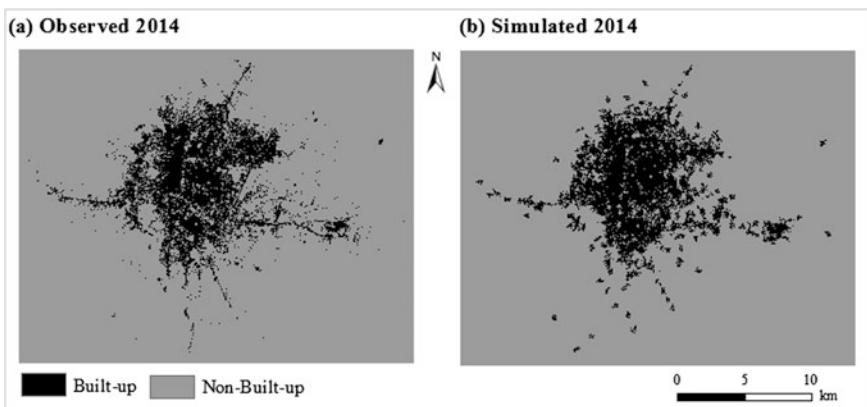 (a) Observed 2014
(b) Simulated 2014
N
Built-up
Non-Built-up
0 5 10
km